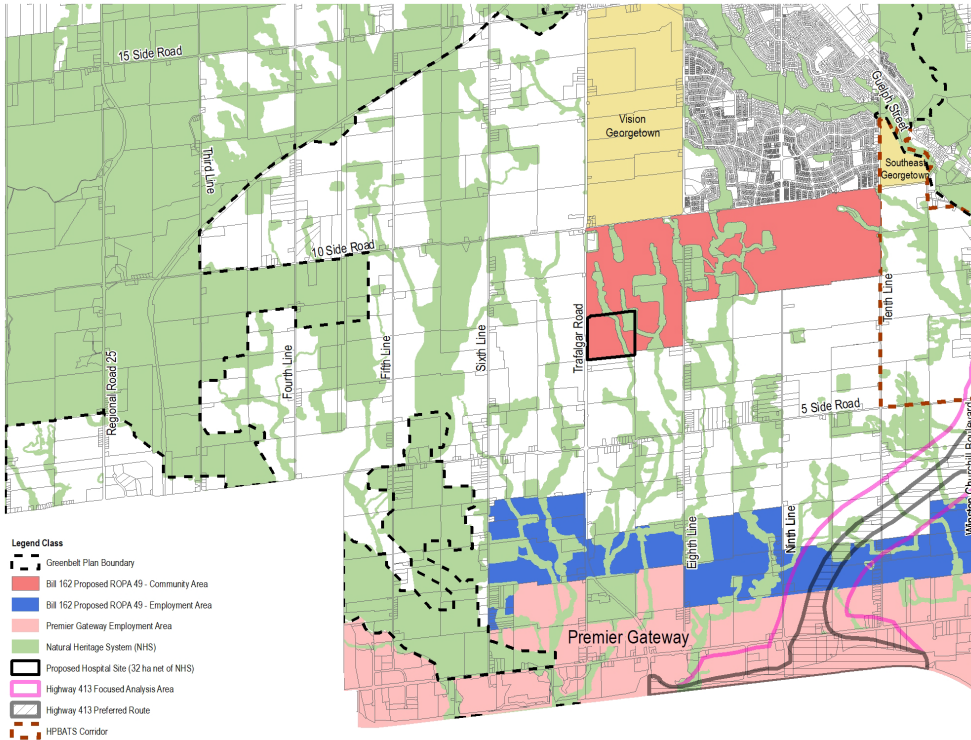 15 Side Road
Guelph Street
Vision
Georgetown
Third Line
Southeast
Georgetown
10 Side Road
Tenth Line
Trafalgar Road
Sixth Line
Fifth Line
Fourth Line
Regional Road 25
5 Side Road
Winston Churchill Boulevard
Ninth Line
Eighth Line
Premier Gateway
Legend Class
Greenbelt Plan Boundary
Bill 162 Proposed ROPA 49 - Community Area
Bill 162 Proposed ROPA 49 - Employment Area
Premier Gateway Employment Area
Natural Heritage System (NHS)
Proposed Hospital Site (32 ha net of NHS)
Highway 413 Focused Analysis Area
Highway 413 Preferred Route
HPBATS Corridor